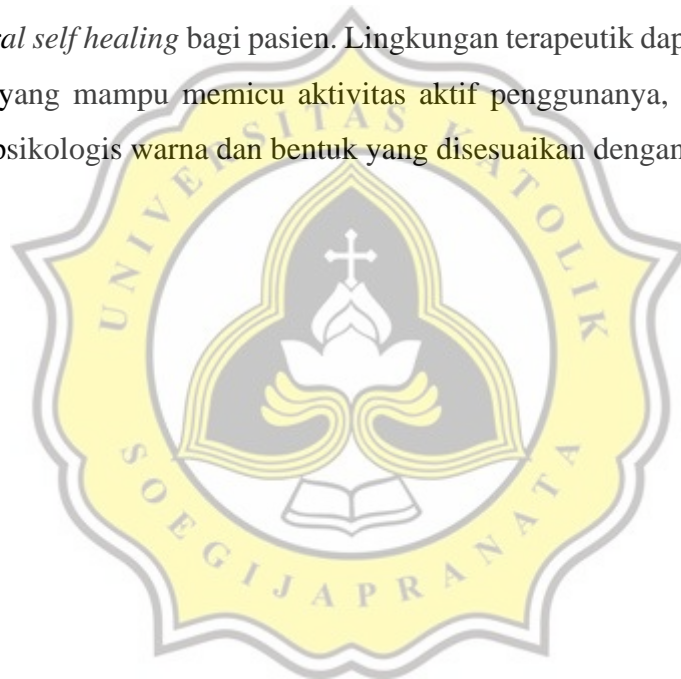 al self healing bagi pasien. Lingkungan terapeutik dap
yang mampu memicu aktivitas aktif penggunanya,
psikologis warna dan bentuk yang disesuaikan dengan
UNIVERSITAS KATOLIK
SOEGIJAPRANATA